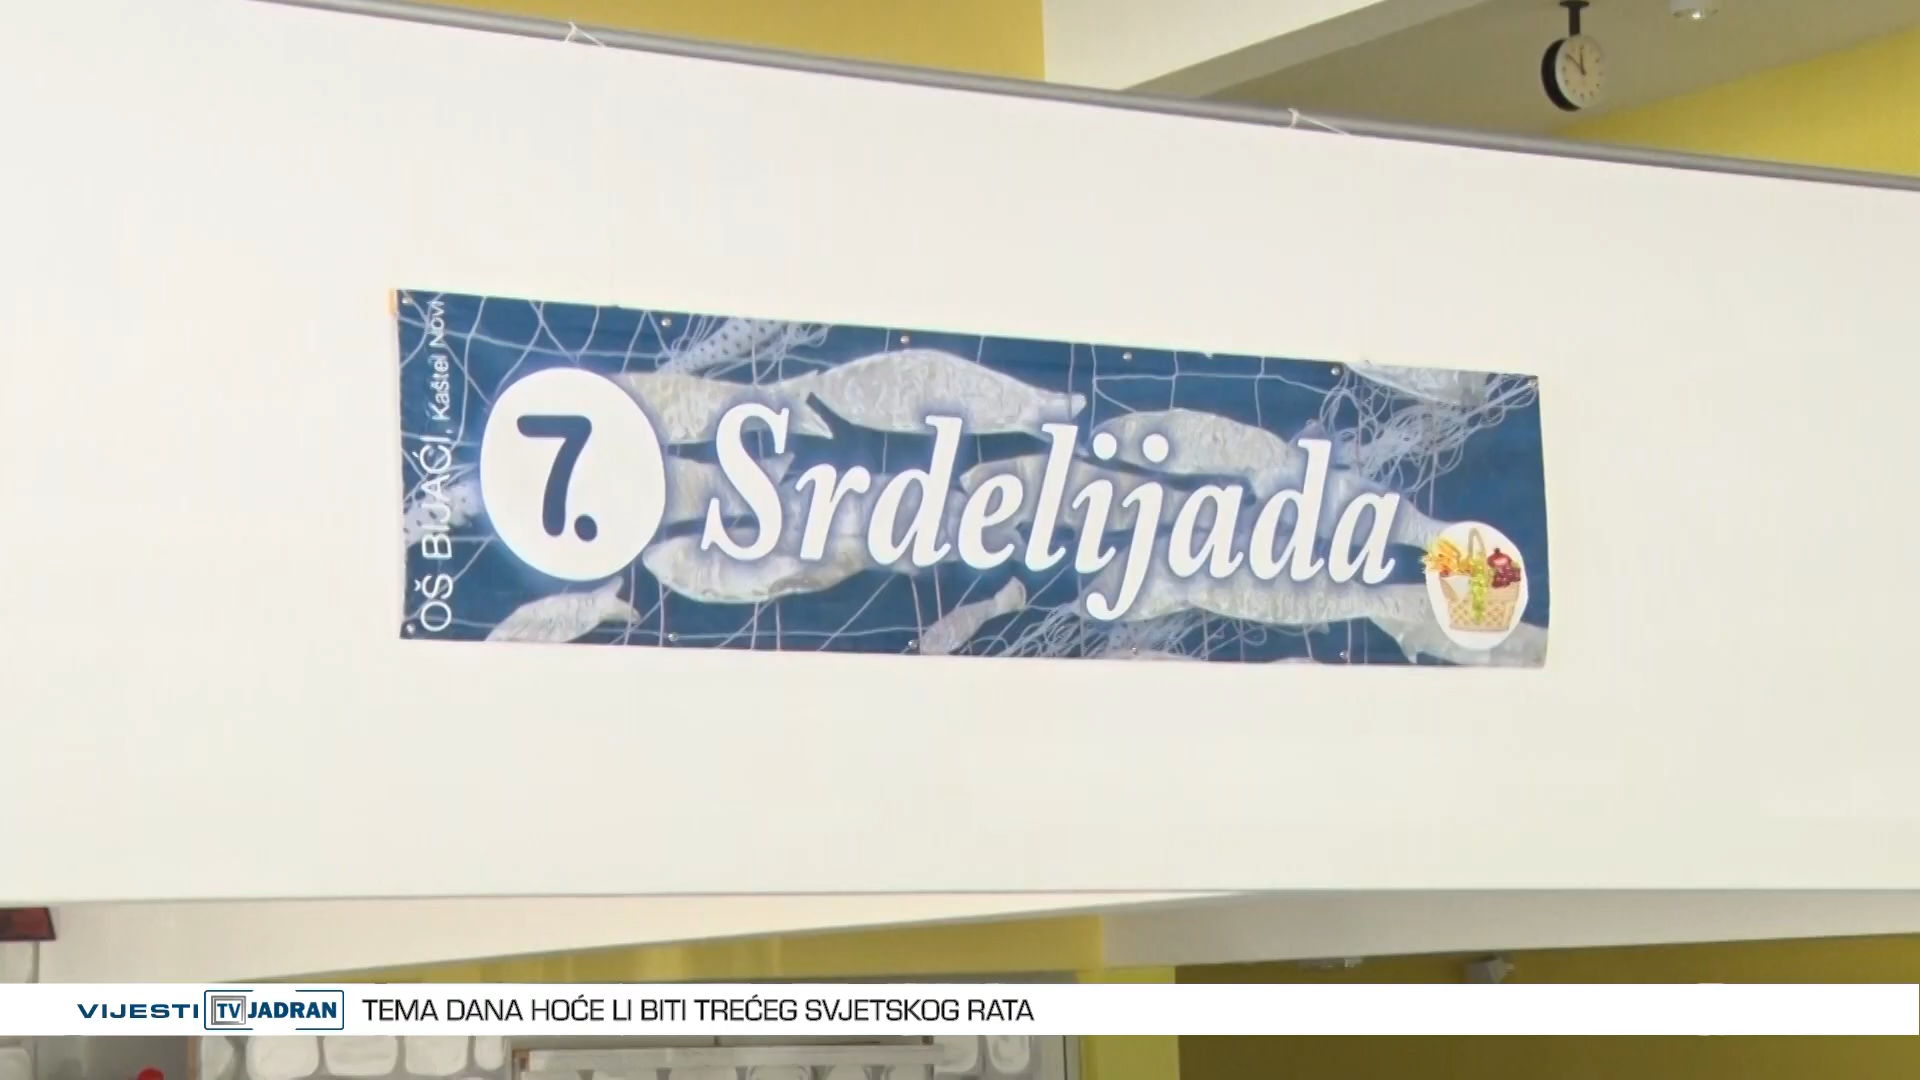 OŠ BIJAĆI, Kaštel Novi
7. Srdelijada
VIJESTI TV JADRAN TEMA DANA HOĆE LI BITI TREĆEG SVJETSKOG RATA